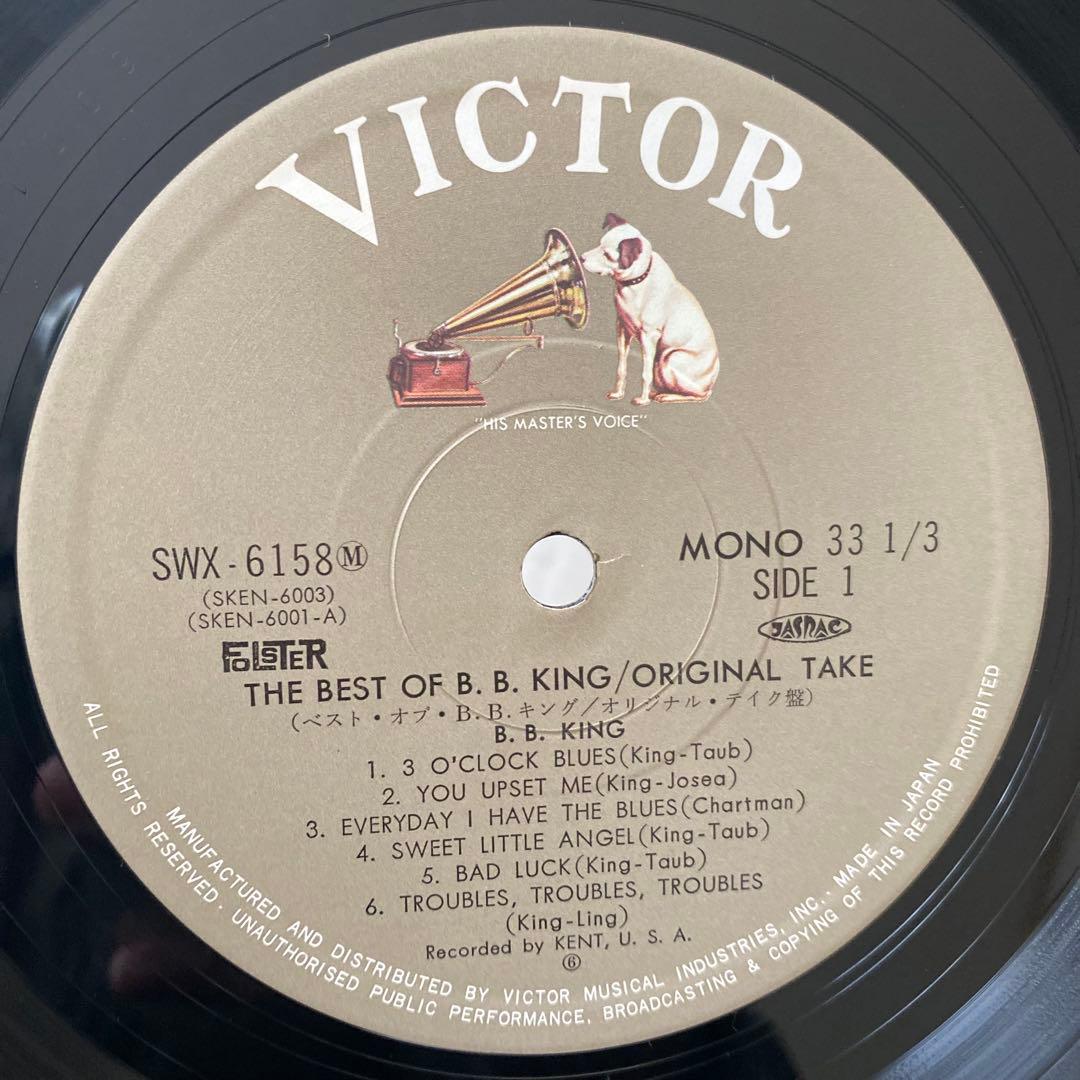 VICTOR
"HIS MASTER'S VOICE"
SWX-6158Ⓜ
(SKEN-6003)
(SKEN-6001-A)
MONO 33 1/3
SIDE 1
JASRAC
FOLSTER
THE BEST OF B. B. KING/ORIGINAL TAKE
(ベスト・オブ・B. B. キング/オリジナル・テイク盤)
B. B. KING
1. 3 O'CLOCK BLUES(King-Taub)
2. YOU UPSET ME(King-Josea)
3. EVERYDAY I HAVE THE BLUES(Chartman)
4. SWEET LITTLE ANGEL(King-Taub)
5. BAD LUCK(King-Taub)
6. TROUBLES, TROUBLES, TROUBLES
(King-Ling)
Recorded by KENT, U. S. A.
⑥
MANUFACTURED AND DISTRIBUTED BY VICTOR MUSICAL INDUSTRIES, INC.·MADE IN JAPAN
ALL RIGHTS RESERVED·UNAUTHORISED PUBLIC PERFORMANCE, BROADCASTING & COPYING OF THIS RECORD PROHIBITED